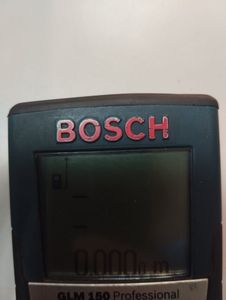 BOSCH
0.000 m
GLM 150 Professional